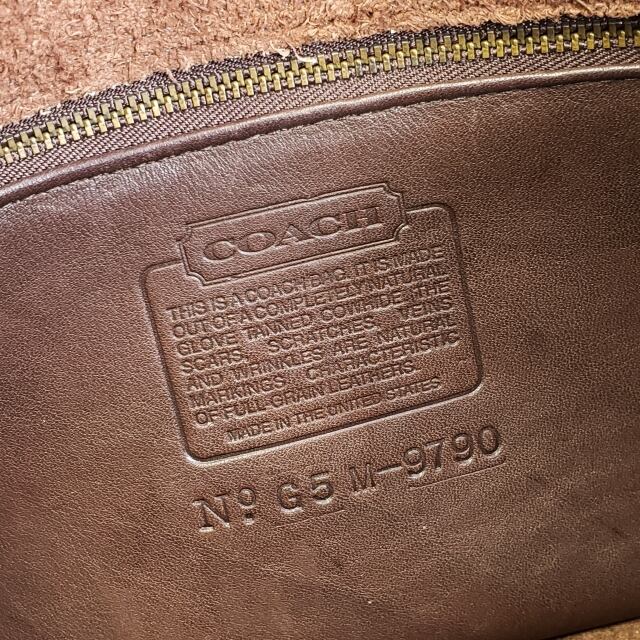 COACH
THIS IS A COACH BAG. IT IS MADE
OUT OF A COMPLETELY NATURAL
GLOVE TANNED COWHIDE, THE
SCARS, SCRATCHES, VEINS
AND WRINKLES ARE NATURAL
MARKINGS CHARACTERISTIC
OF FULL GRAIN LEATHERS.
MADE IN THE UNITED STATES
No. G5M-9790